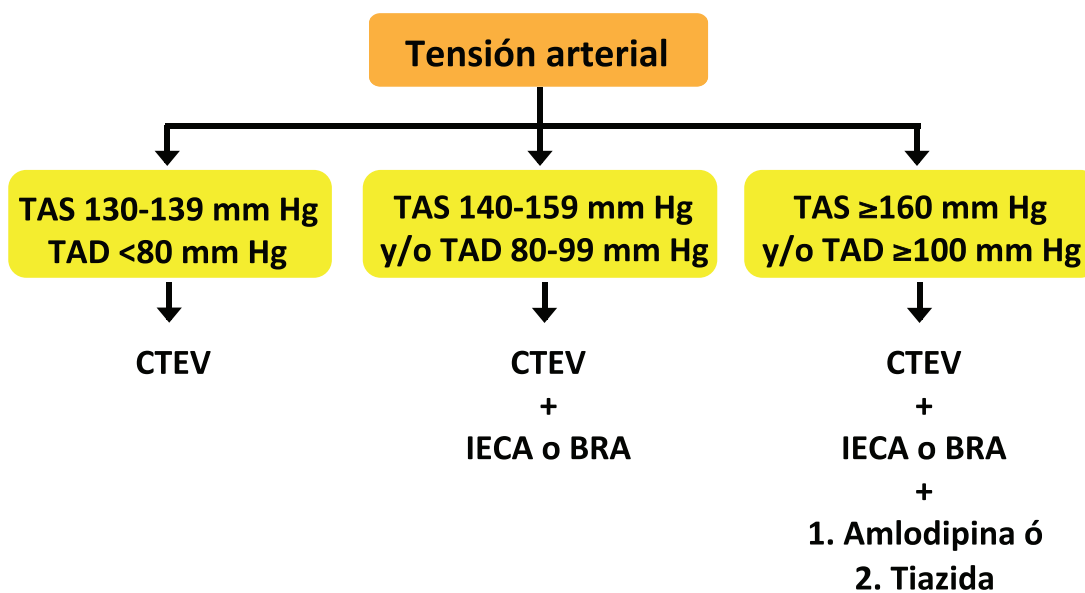 Tensión arterial
TAS 130-139 mm Hg
TAD <80 mm Hg
TAS 140-159 mm Hg
y/o TAD 80-99 mm Hg
TAS ≥160 mm Hg
y/o TAD ≥100 mm Hg
CTEV
CTEV
+
IECA o BRA
CTEV
+
IECA o BRA
+
1. Amlodipina ó
2. Tiazida